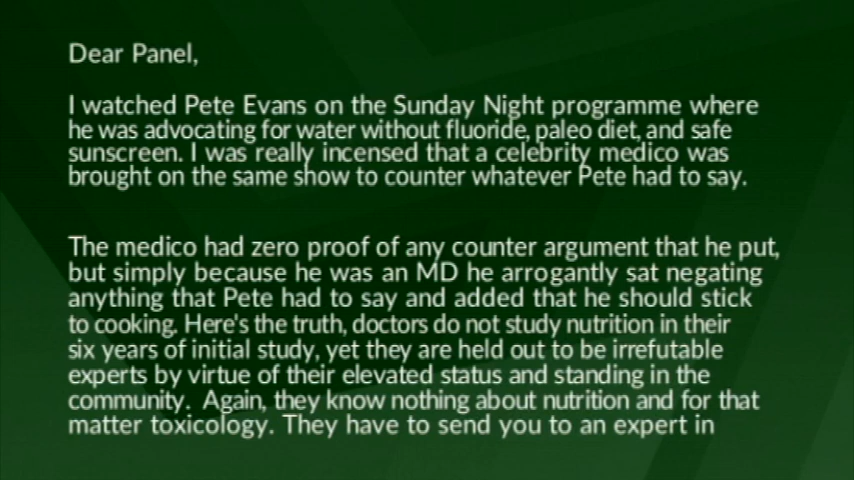 Dear Panel,
I watched Pete Evans on the Sunday Night programme where
he was advocating for water without fluoride, paleo diet, and safe
sunscreen. I was really incensed that a celebrity medico was
brought on the same show to counter whatever Pete had to say.
The medico had zero proof of any counter argument that he put,
but simply because he was an MD he arrogantly sat negating
anything that Pete had to say and added that he should stick
to cooking. Here's the truth, doctors do not study nutrition in their
six years of initial study, yet they are held out to be irrefutable
experts by virtue of their elevated status and standing in the
community.  Again, they know nothing about nutrition and for that
matter toxicology. They have to send you to an expert in